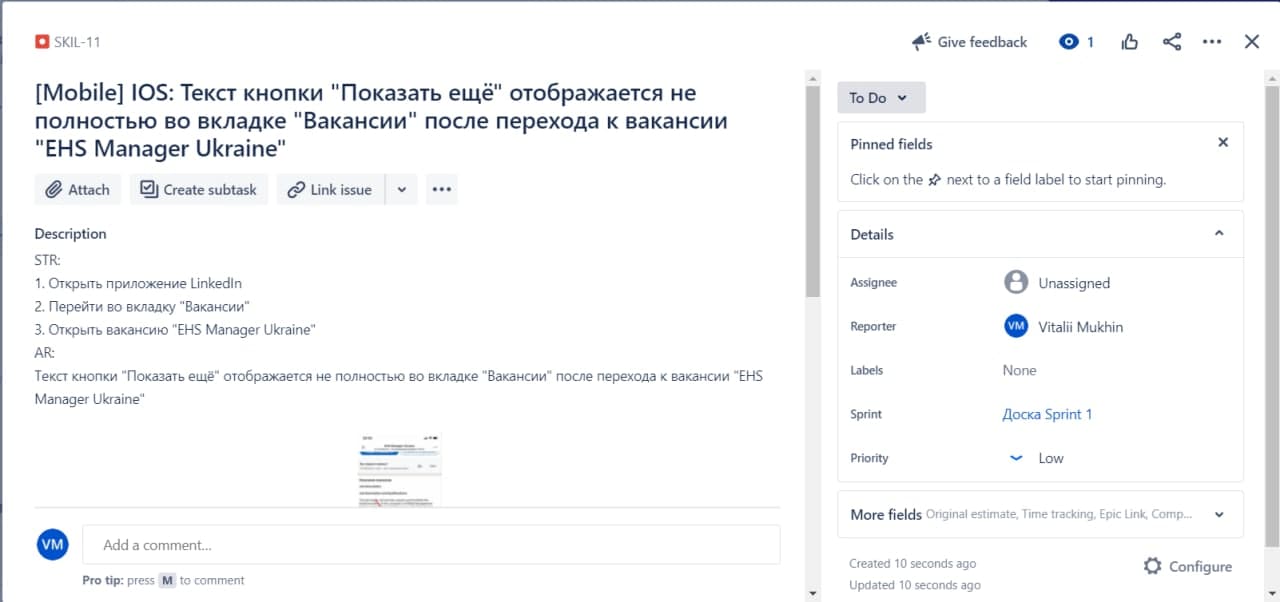 SKIL-11
Give feedback
1
[Mobile] IOS: Текст кнопки "Показать ещё" отображается не
полностью во вкладке "Вакансии" после перехода к вакансии
"EHS Manager Ukraine"
Attach
Create subtask
Link issue
Description
STR:
1. Открыть приложение LinkedIn
2. Перейти во вкладку "Вакансии"
3. Открыть вакансию "EHS Manager Ukraine"
AR:
Текст кнопки "Показать ещё" отображается не полностью во вкладке "Вакансии" после перехода к вакансии "EHS
Manager Ukraine"
VM
Add a comment...
Pro tip: press M to comment
To Do
Pinned fields
Click on the next to a field label to start pinning.
Details
Assignee
Unassigned
Reporter
VM Vitalii Mukhin
Labels
None
Sprint
Доска Sprint 1
Priority
Low
More fields Original estimate, Time tracking, Epic Link, Comp...
Created 10 seconds ago
Updated 10 seconds ago
Configure